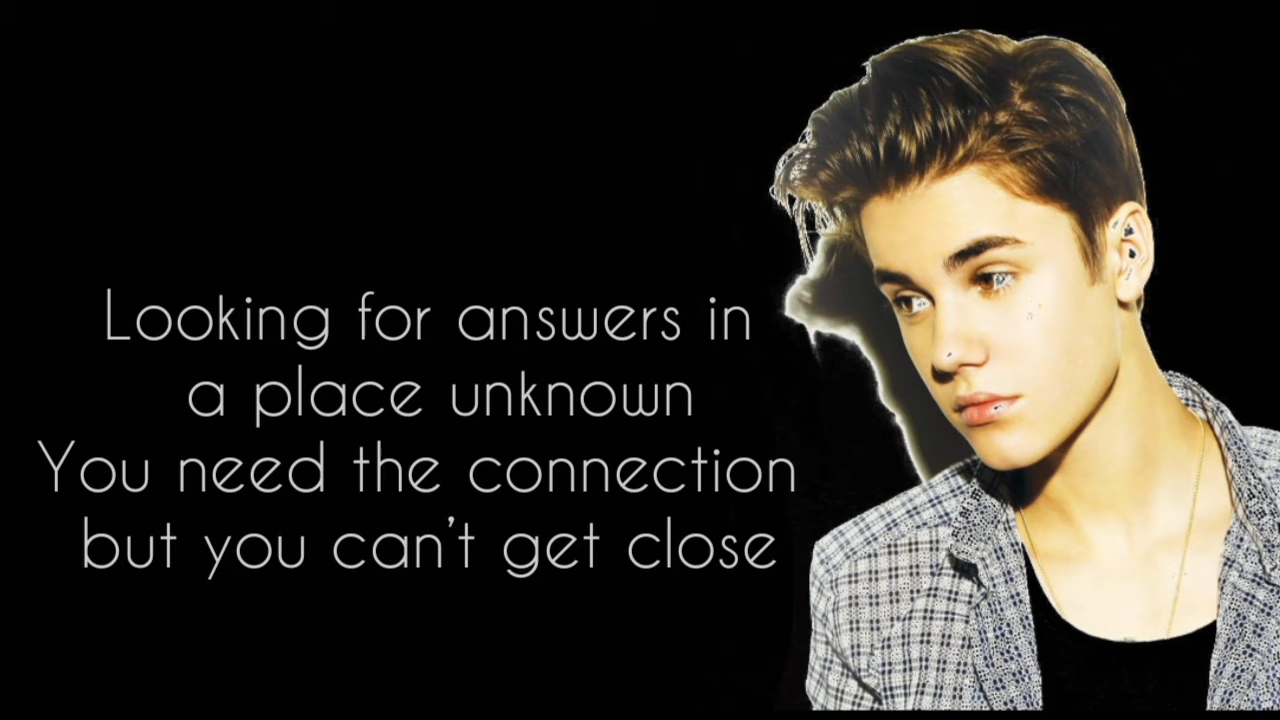 Looking for answers in
a place unknown
You need the connection
but you can't get close